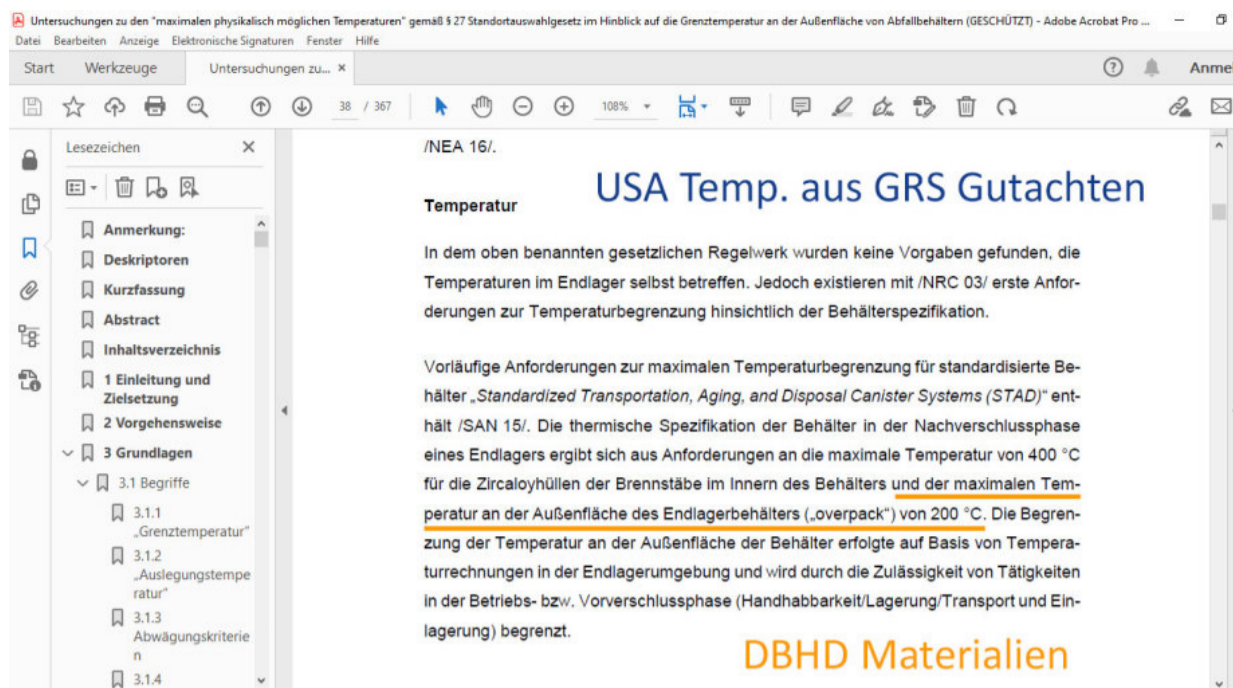 Untersuchungen zu den "maximalen physikalisch möglichen Temperaturen" gemäß § 27 Standortauswahlgesetz im Hinblick auf die Grenztemperatur an der Außenfläche von Abfallbehältern (GESCHÜTZT) - Adobe Acrobat Pro ...
Datei Bearbeiten Anzeige Elektronische Signaturen Fenster Hilfe
Start Werkzeuge Untersuchungen zu... × Anmel
38 / 367 108%
Lesezeichen
Anmerkung:
Deskriptoren
Kurzfassung
Abstract
Inhaltsverzeichnis
1 Einleitung und
Zielsetzung
2 Vorgehensweise
3 Grundlagen
3.1 Begriffe
3.1.1
„Grenztemperatur"
3.1.2
„Auslegungstempe
ratur"
3.1.3
Abwägungskriterie
n
3.1.4
/NEA 16/.
USA Temp. aus GRS Gutachten
Temperatur
In dem oben benannten gesetzlichen Regelwerk wurden keine Vorgaben gefunden, die
Temperaturen im Endlager selbst betreffen. Jedoch existieren mit /NRC 03/ erste Anfor-
derungen zur Temperaturbegrenzung hinsichtlich der Behälterspezifikation.
Vorläufige Anforderungen zur maximalen Temperaturbegrenzung für standardisierte Be-
hälter „Standardized Transportation, Aging, and Disposal Canister Systems (STAD)" ent-
hält /SAN 15/. Die thermische Spezifikation der Behälter in der Nachverschlussphase
eines Endlagers ergibt sich aus Anforderungen an die maximale Temperatur von 400 °C
für die Zircaloyhüllen der Brennstäbe im Innern des Behälters und der maximalen Tem-
peratur an der Außenfläche des Endlagerbehälters („overpack") von 200 °C. Die Begren-
zung der Temperatur an der Außenfläche der Behälter erfolgte auf Basis von Tempera-
turrechnungen in der Endlagerumgebung und wird durch die Zulässigkeit von Tätigkeiten
in der Betriebs- bzw. Vorverschlussphase (Handhabbarkeit/Lagerung/Transport und Ein-
lagerung) begrenzt.
DBHD Materialien